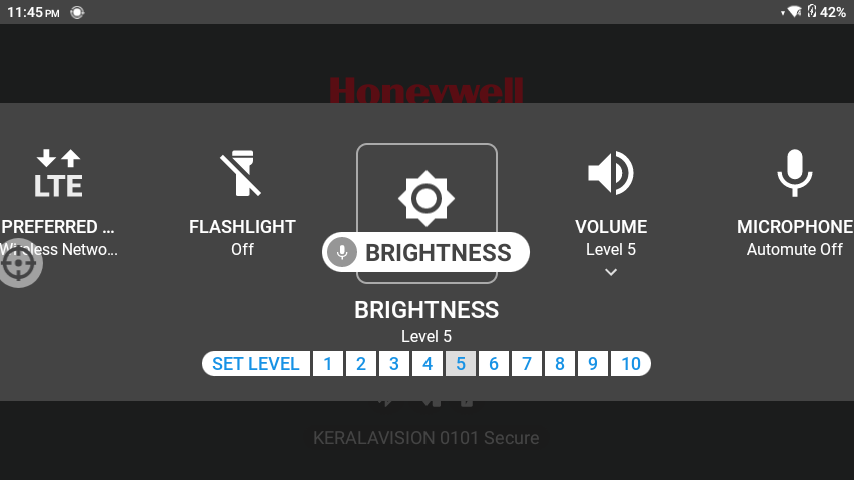 11:45 PM
42%
Honeywell
LTE
PREFERRED ...
Wireless Netwo...
FLASHLIGHT
Off
BRIGHTNESS
VOLUME
Level 5
MICROPHONE
Automute Off
BRIGHTNESS
Level 5
SET LEVEL 1 2 3 4 5 6 7 8 9 10
KERALAVISION 0101 Secure